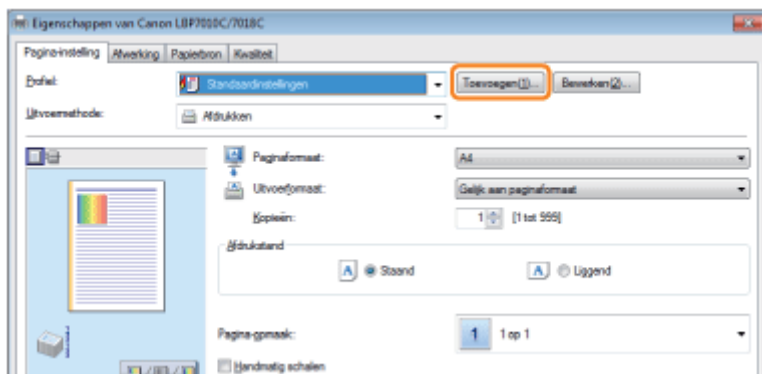 Eigenschappen van Canon LBP7010C/7018C
Pagina-instelling Afwerking Papierbron Kwaliteit
Profiel: Standaardinstellingen Toevoegen(1)... Bewerken(2)...
Uitvoermethode: Afdrukken
Paginaformaat: A4
Uitvoerformaat: Gelijk aan paginaformaat
Kopieën: 1 [1 tot 999]
Afdrukstand
A Staand A Liggend
Pagina-opmaak: 1 1 op 1
Handmatig schalen